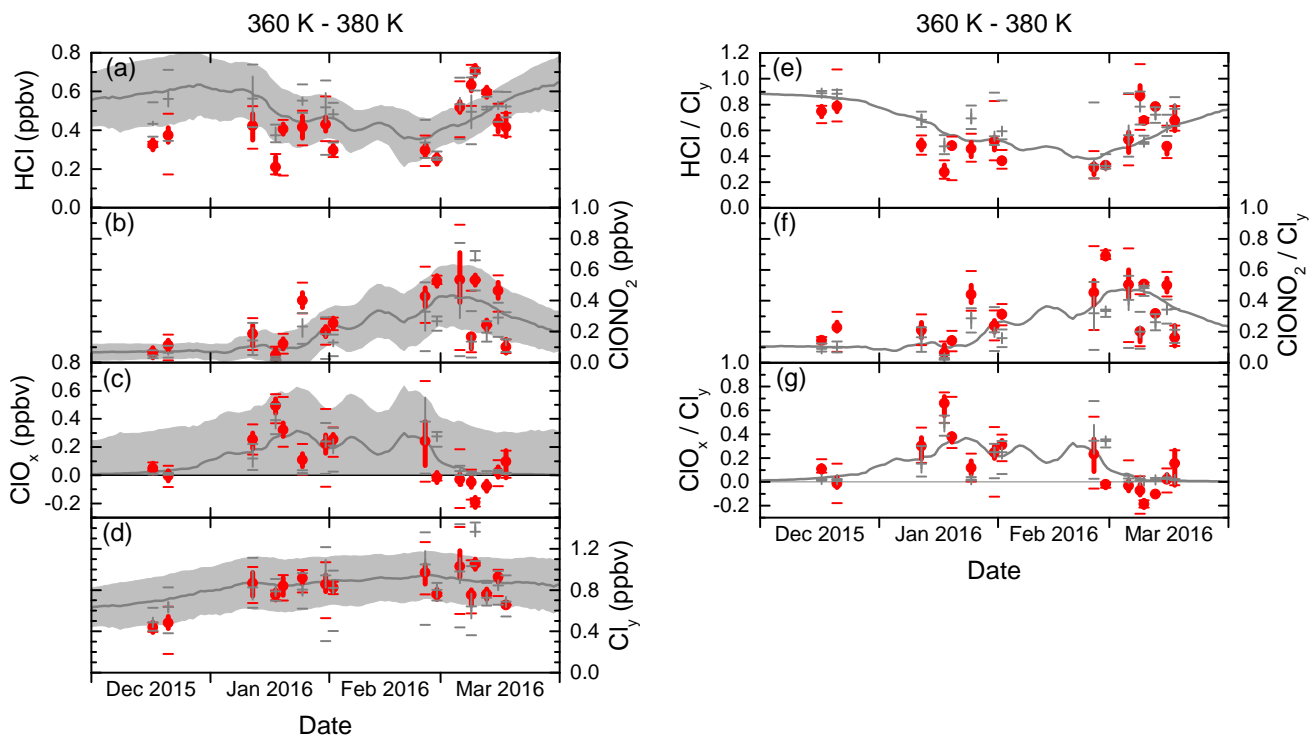 360 K - 380 K
(a)
HCl (ppbv)
0.8
0.6
0.4
0.2
0.0
(b)
ClONO2 (ppbv)
1.0
0.8
0.6
0.4
0.2
0.0
(c)
ClOx (ppbv)
0.8
0.6
0.4
0.2
0.0
-0.2
(d)
Cly (ppbv)
1.2
0.8
0.4
0.0
Dec 2015
Jan 2016
Feb 2016
Mar 2016
Date
360 K - 380 K
(e)
HCl / Cly
1.2
1.0
0.8
0.6
0.4
0.2
0.0
(f)
ClONO2 / Cly
1.0
0.8
0.6
0.4
0.2
0.0
(g)
ClOx / Cly
1.0
0.8
0.6
0.4
0.2
0.0
-0.2
Dec 2015
Jan 2016
Feb 2016
Mar 2016
Date